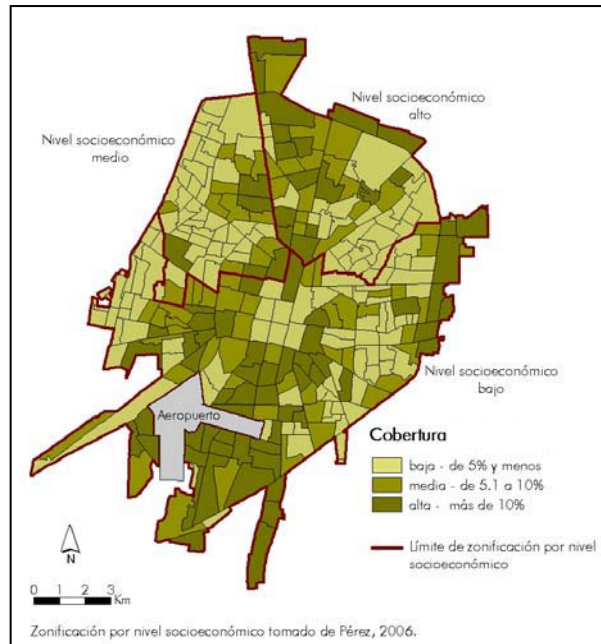 Nivel socioeconómico
alto
Nivel socioeconómico
medio
Nivel socioeconómico
bajo
Aeropuerto
Cobertura
baja - de 5% y menos
media - de 5.1 a 10%
alta - más de 10%
Límite de zonificación por nivel
socioeconómico
N
0 1 2 3
Km
Zonificación por nivel socioeconómico tomado de Pérez, 2006.